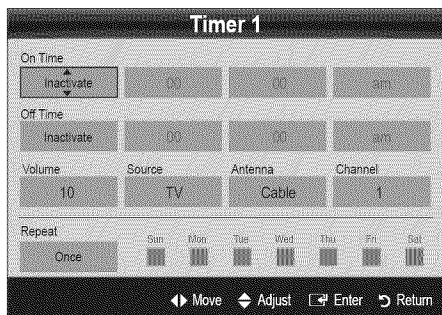 Timer 1
On Time
Inactivate 00 00 am
Off Time
Inactivate 00 00 am
Volume Source Antenna Channel
10 TV Cable 1
Repeat
Sun Mon Tue Wed Thu Fri Sat
Once
Move Adjust Enter Return